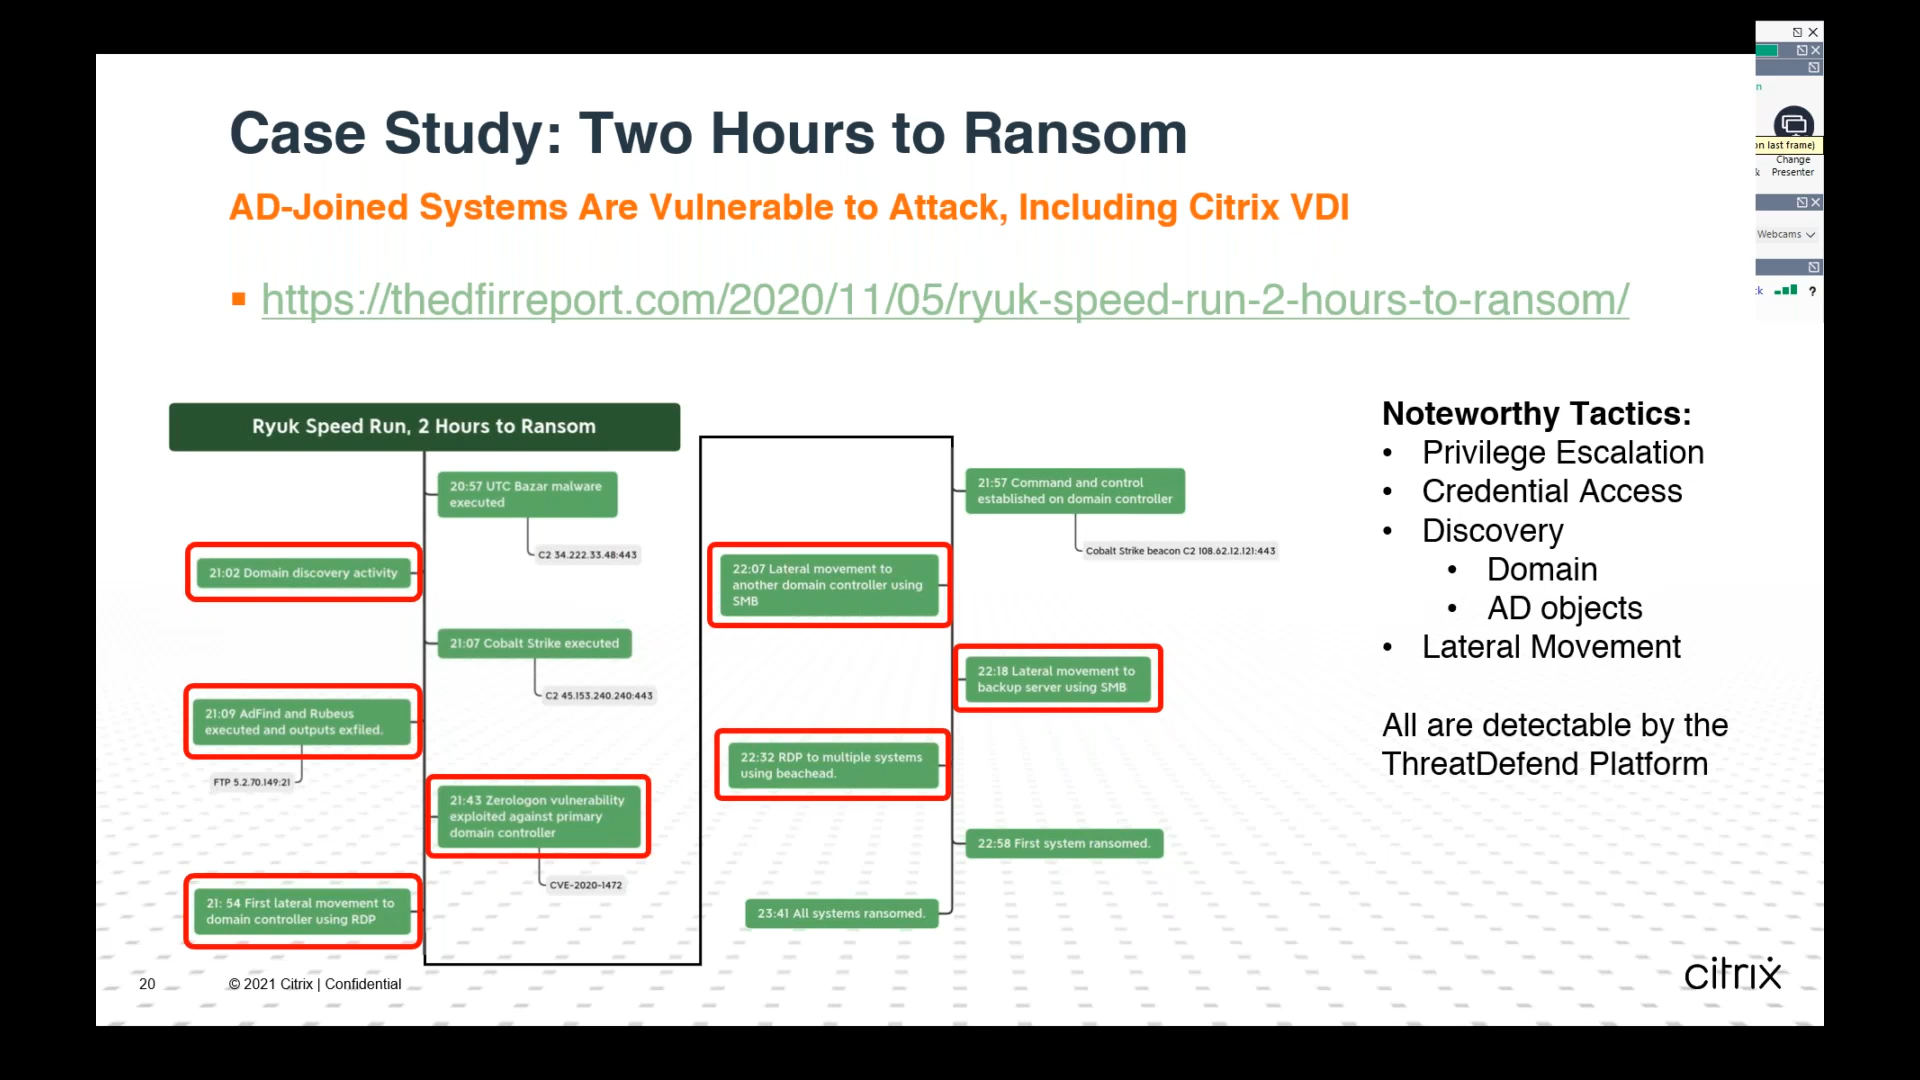 Case Study: Two Hours to Ransom
AD-Joined Systems Are Vulnerable to Attack, Including Citrix VDI
https://thedfirreport.com/2020/11/05/ryuk-speed-run-2-hours-to-ransom/
Ryuk Speed Run, 2 Hours to Ransom
20:57 UTC Bazar malware
executed
C2 34.222.33.48:443
21:02 Domain discovery activity
21:07 Cobalt Strike executed
C2 45.153.240.240:443
21:09 AdFind and Rubeus
executed and outputs exfiled.
FTP 5.2.70.149:21
21:43 Zerologon vulnerability
exploited against primary
domain controller
CVE-2020-1472
21: 54 First lateral movement to
domain controller using RDP
21:57 Command and control
established on domain controller
Cobalt Strike beacon C2 108.62.12.121:443
22:07 Lateral movement to
another domain controller using
SMB
22:18 Lateral movement to
backup server using SMB
22:32 RDP to multiple systems
using beachead.
22:58 First system ransomed.
23:41 All systems ransomed.
Noteworthy Tactics:
• Privilege Escalation
• Credential Access
• Discovery
• Domain
• AD objects
• Lateral Movement
All are detectable by the
ThreatDefend Platform
20
© 2021 Citrix | Confidential
citrix
n
on last frame)
Change
& Presenter
Webcams
k
?